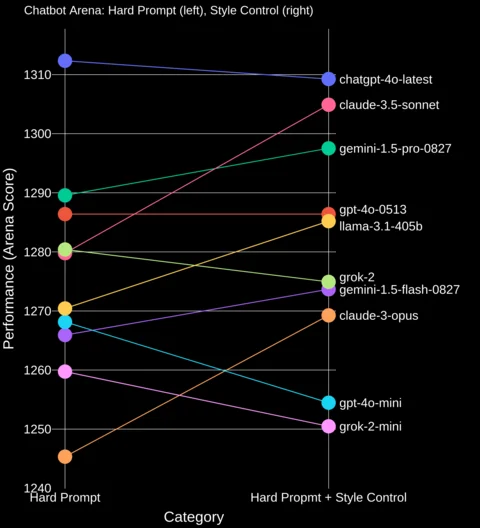 Chatbot Arena: Hard Prompt (left), Style Control (right)
Performance (Arena Score)
1310
1300
1290
1280
1270
1260
1250
1240
chatgpt-4o-latest
claude-3.5-sonnet
gemini-1.5-pro-0827
gpt-4o-0513
llama-3.1-405b
grok-2
gemini-1.5-flash-0827
claude-3-opus
gpt-4o-mini
grok-2-mini
Hard Prompt
Hard Propmt + Style Control
Category